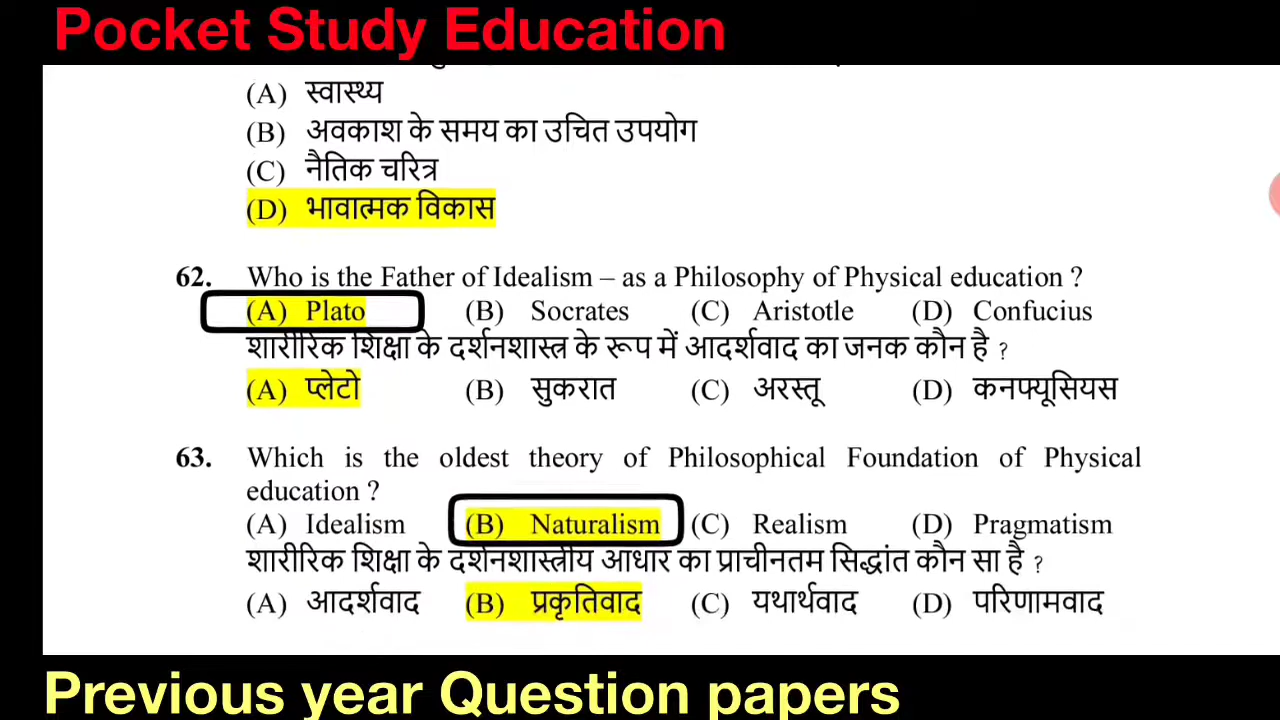 Pocket Study Education
(A) स्वास्थ्य
(B) अवकाश के समय का उचित उपयोग
(C) नैतिक चरित्र
(D) भावात्मक विकास
62. Who is the Father of Idealism – as a Philosophy of Physical education ?
(A) Plato (B) Socrates (C) Aristotle (D) Confucius
शारीरिक शिक्षा के दर्शनशास्त्र के रूप में आदर्शवाद का जनक कौन है ?
(A) प्लेटो (B) सुकरात (C) अरस्तू (D) कनफ्यूसियस
63. Which is the oldest theory of Philosophical Foundation of Physical
education ?
(A) Idealism (B) Naturalism (C) Realism (D) Pragmatism
शारीरिक शिक्षा के दर्शनशास्त्रीय आधार का प्राचीनतम सिद्धांत कौन सा है ?
(A) आदर्शवाद (B) प्रकृतिवाद (C) यथार्थवाद (D) परिणामवाद
Previous year Question papers